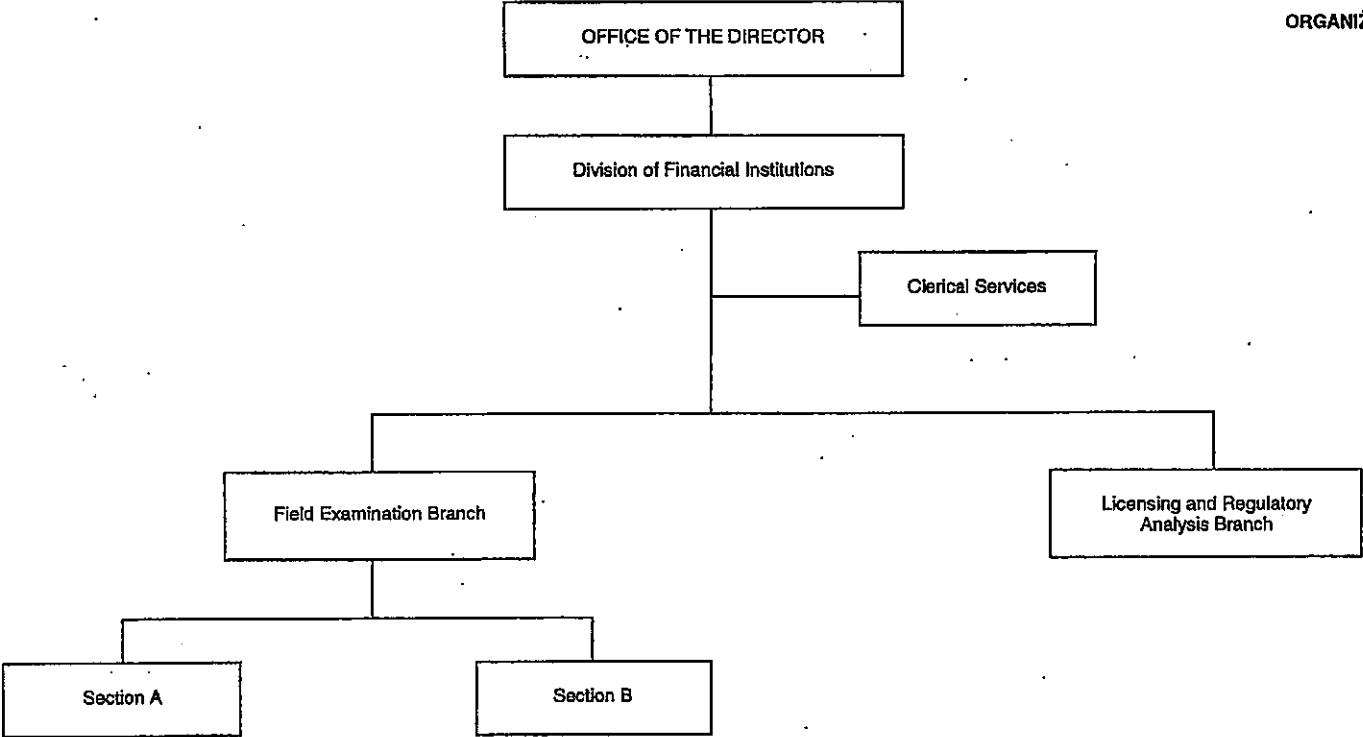 ORGANIZ
OFFICE OF THE DIRECTOR
Division of Financial Institutions
Clerical Services
Field Examination Branch
Licensing and Regulatory
Analysis Branch
Section A
Section B